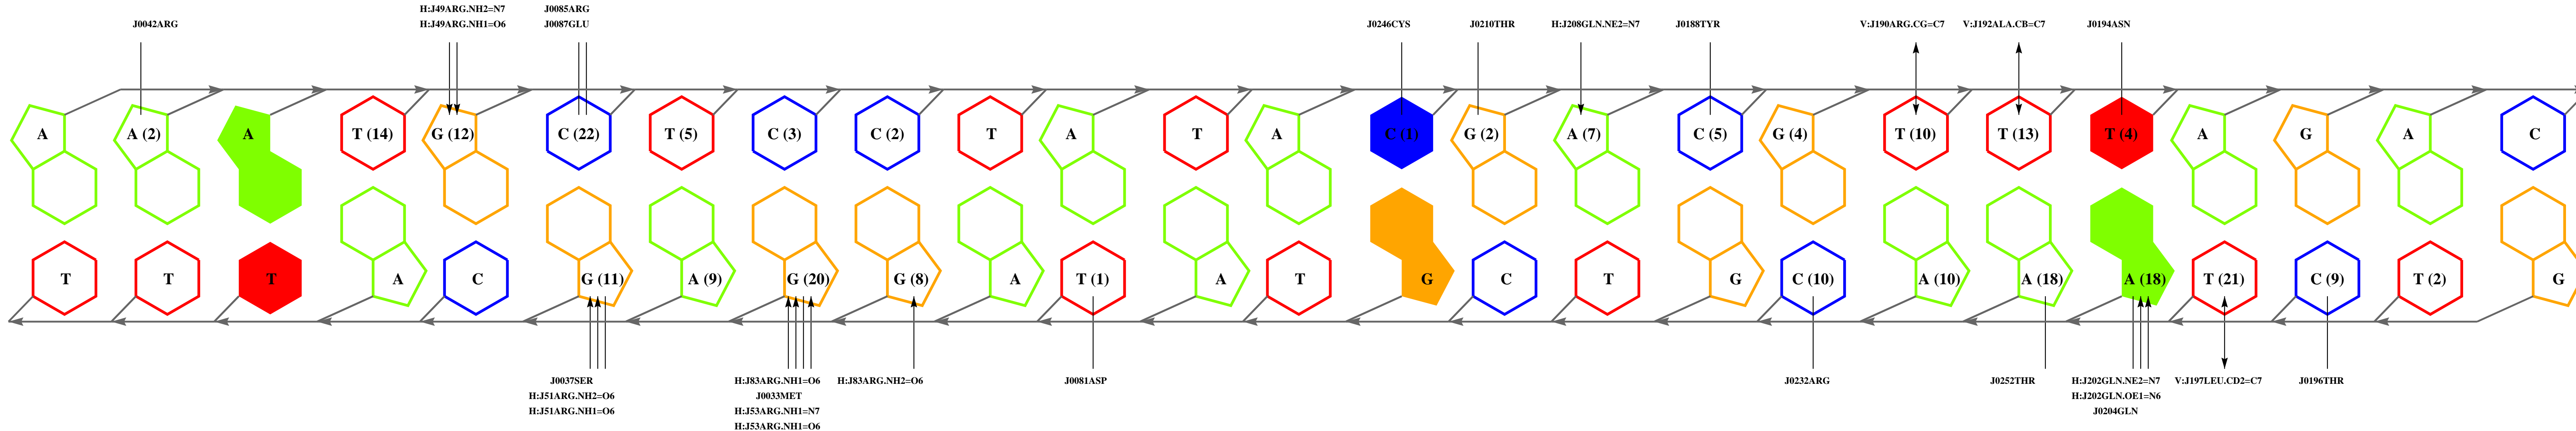 H:J49ARG.NH2=N7 J0085ARG
J0042ARG H:J49ARG.NH1=O6 J0087GLU J0246CYS J0210THR H:J208GLN.NE2=N7 J0188TYR V:J190ARG.CG=C7 V:J192ALA.CB=C7 J0194ASN
A A (2) A T (14) G (12) C (22) T (5) C (3) C (2) T A T A C (1) G (2) A (7) C (5) G (4) T (10) T (13) T (4) A G A C
T T T A C G (11) A (9) G (20) G (8) A T (1) A T G C T G C (10) A (10) A (18) A (18) T (21) C (9) T (2) G
J0037SER H:J83ARG.NH1=O6 H:J83ARG.NH2=O6 J0081ASP J0232ARG J0252THR H:J202GLN.NE2=N7 V:J197LEU.CD2=C7 J0196THR
H:J51ARG.NH2=O6 J0033MET H:J202GLN.OE1=N6
H:J51ARG.NH1=O6 H:J53ARG.NH1=N7 J0204GLN
H:J53ARG.NH1=O6